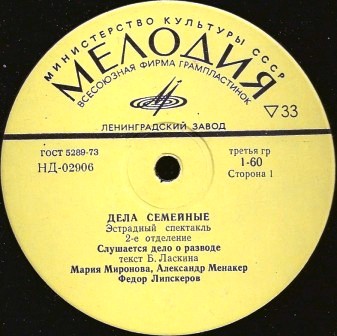 МИНИСТЕРСТВО КУЛЬТУРЫ СССР
МЕЛОДИЯ
ВСЕСОЮЗНАЯ ФИРМА ГРАМПЛАСТИНОК
▽33
ЛЕНИНГРАДСКИЙ ЗАВОД
ГОСТ 5289-73
НД-02906
третья гр
1-60
Сторона 1
ДЕЛА СЕМЕЙНЫЕ
Эстрадный спектакль
2-е отделение
Слушается дело о разводе
текст Б. Ласкина
Мария Миронова, Александр Менакер
Федор Липскеров